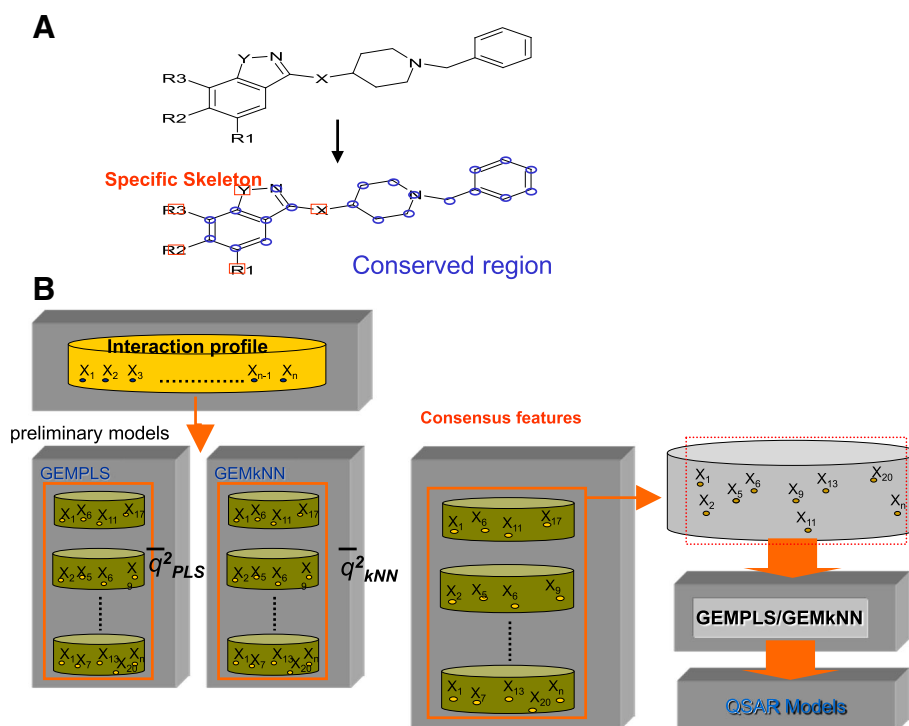 A
Y N
R3 X N
R2
R1
Specific Skeleton
Y N
R3 X N
R2
R1
Conserved region
B
Interaction profile
X1 X2 X3 ................... Xn-1 Xn
preliminary models
GEMPLS
X1 X6 X11 X17
X2 X5 X6 X9
X1 X7 X13 X20 Xn
q²PLS
GEMkNN
X1 X6 X11 X17
X2 X5 X6 X9
X1 X7 X13 X20 Xn
q²kNN
Consensus features
X1 X6 X11 X17
X2 X5 X6 X9
X1 X7 X13 X20 Xn
X1 X2 X5 X6 X9 X11 X13 X20 Xn
GEMPLS/GEMkNN
QSAR Models